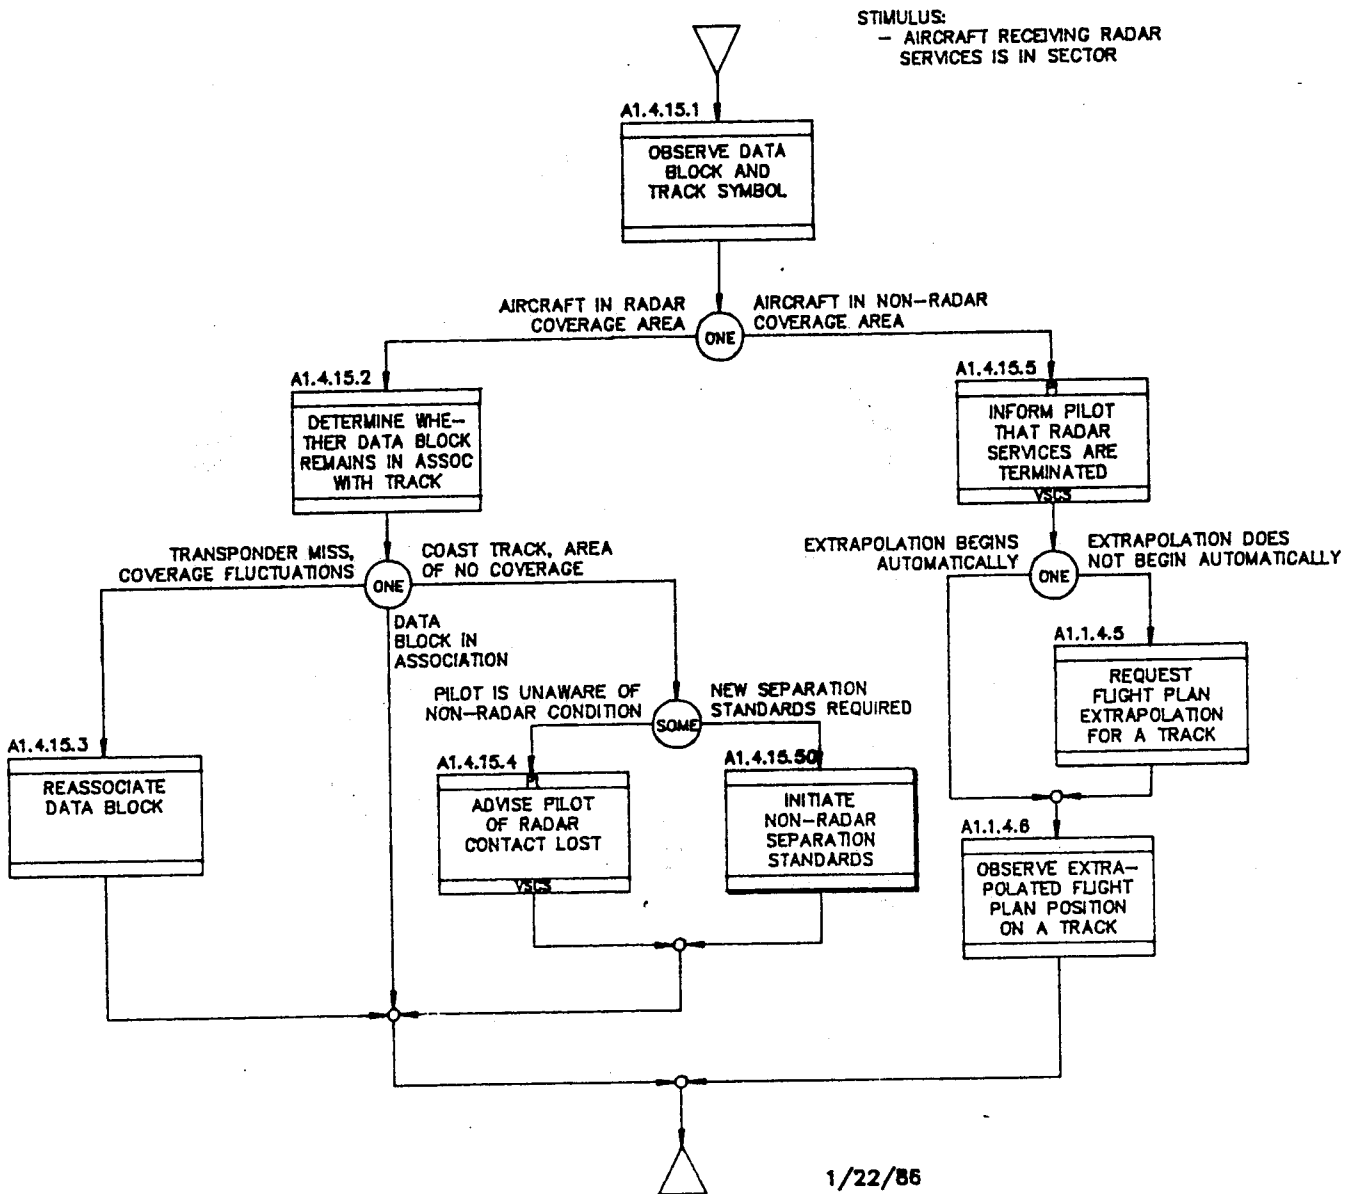 STIMULUS:
— AIRCRAFT RECEIVING RADAR
SERVICES IS IN SECTOR
A1.4.15.1
OBSERVE DATA
BLOCK AND
TRACK SYMBOL
AIRCRAFT IN RADAR
COVERAGE AREA
ONE
AIRCRAFT IN NON—RADAR
COVERAGE AREA
A1.4.15.2
DETERMINE WHE—
THER DATA BLOCK
REMAINS IN ASSOC
WITH TRACK
A1.4.15.5
INFORM PILOT
THAT RADAR
SERVICES ARE
TERMINATED
VSCS
TRANSPONDER MISS,
COVERAGE FLUCTUATIONS
ONE
COAST TRACK, AREA
OF NO COVERAGE
DATA
BLOCK IN
ASSOCIATION
EXTRAPOLATION BEGINS
AUTOMATICALLY
ONE
EXTRAPOLATION DOES
NOT BEGIN AUTOMATICALLY
A1.1.4.5
REQUEST
FLIGHT PLAN
EXTRAPOLATION
FOR A TRACK
PILOT IS UNAWARE OF
NON—RADAR CONDITION
SOME
NEW SEPARATION
STANDARDS REQUIRED
A1.4.15.3
REASSOCIATE
DATA BLOCK
A1.4.15.4
ADVISE PILOT
OF RADAR
CONTACT LOST
VSCS
A1.4.15.50
INITIATE
NON—RADAR
SEPARATION
STANDARDS
A1.1.4.6
OBSERVE EXTRA—
POLATED FLIGHT
PLAN POSITION
ON A TRACK
1/22/86